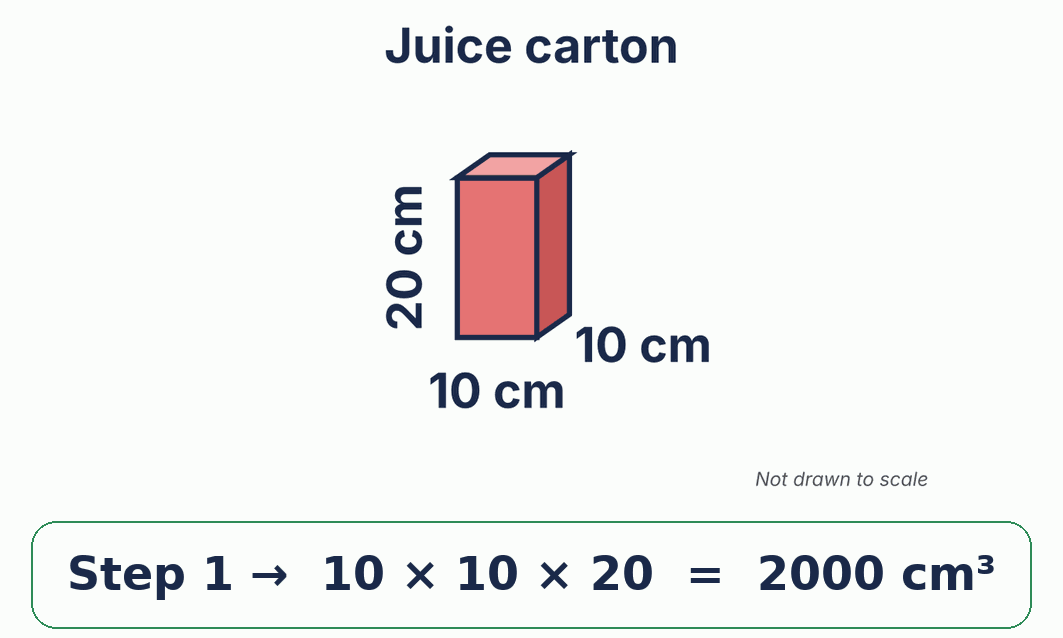 Juice carton
20 cm
10 cm
10 cm
Not drawn to scale
Step 1 → 10 × 10 × 20 = 2000 cm³